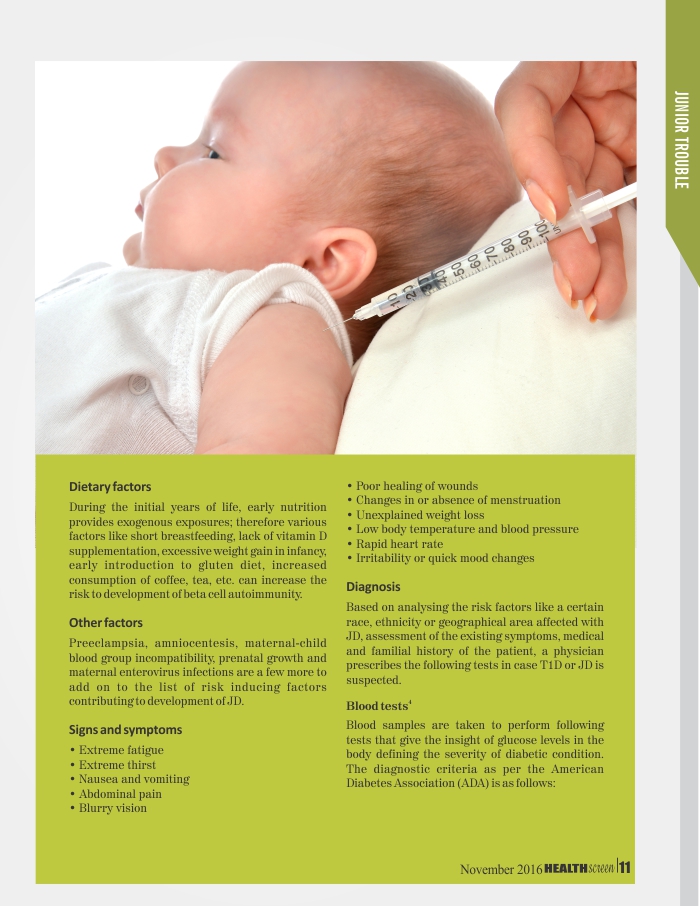 JUNIOR TROUBLE
10 20 30 40 50 60 70 80 90 100
Dietary factors
During the initial years of life, early nutrition
provides exogenous exposures; therefore various
factors like short breastfeeding, lack of vitamin D
supplementation, excessive weight gain in infancy,
early introduction to gluten diet, increased
consumption of coffee, tea, etc. can increase the
risk to development of beta cell autoimmunity.
Other factors
Preeclampsia, amniocentesis, maternal-child
blood group incompatibility, prenatal growth and
maternal enterovirus infections are a few more to
add on to the list of risk inducing factors
contributing to development of JD.
Signs and symptoms
• Extreme fatigue
• Extreme thirst
• Nausea and vomiting
• Abdominal pain
• Blurry vision
• Poor healing of wounds
• Changes in or absence of menstruation
• Unexplained weight loss
• Low body temperature and blood pressure
• Rapid heart rate
• Irritability or quick mood changes
Diagnosis
Based on analysing the risk factors like a certain
race, ethnicity or geographical area affected with
JD, assessment of the existing symptoms, medical
and familial history of the patient, a physician
prescribes the following tests in case T1D or JD is
suspected.
Blood tests⁴
Blood samples are taken to perform following
tests that give the insight of glucose levels in the
body defining the severity of diabetic condition.
The diagnostic criteria as per the American
Diabetes Association (ADA) is as follows:
November 2016 HEALTHscreen | 11